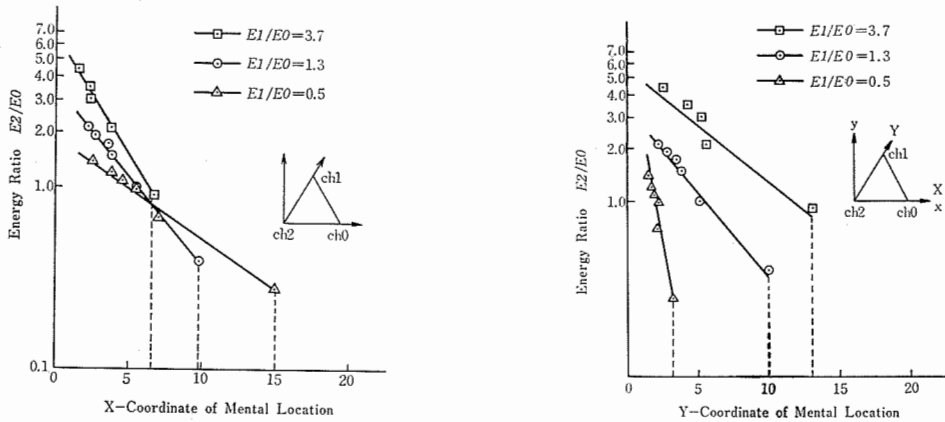 E1/E0=3.7
E1/E0=1.3
E1/E0=0.5
Energy Ratio E2/E0
7.0
6.0
5.0
4.0
3.0
2.0
1.0
0.1
ch1
ch2
ch0
0
5
10
15
20
X-Coordinate of Mental Location
E1/E0=3.7
E1/E0=1.3
E1/E0=0.5
Energy Ratio E2/E0
7.0
5.0
4.0
3.0
2.0
1.0
y
Y
ch1
X
ch2
ch0
x
0
5
10
10
15
20
Y-Coordinate of Mental Location